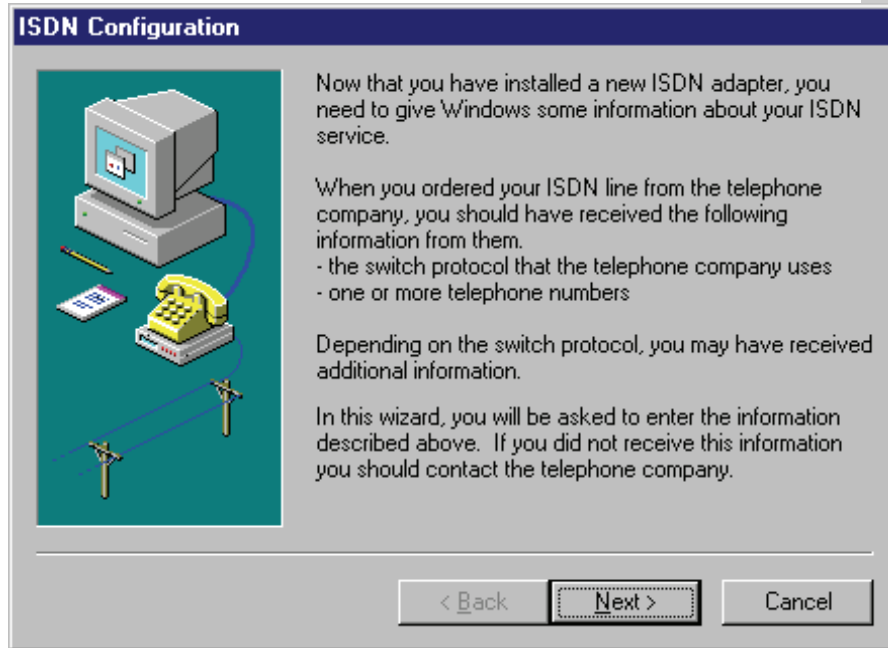 ISDN Configuration
Now that you have installed a new ISDN adapter, you
need to give Windows some information about your ISDN
service.
When you ordered your ISDN line from the telephone
company, you should have received the following
information from them.
- the switch protocol that the telephone company uses
- one or more telephone numbers
Depending on the switch protocol, you may have received
additional information.
In this wizard, you will be asked to enter the information
described above.  If you did not receive this information
you should contact the telephone company.
< Back
Next >
Cancel